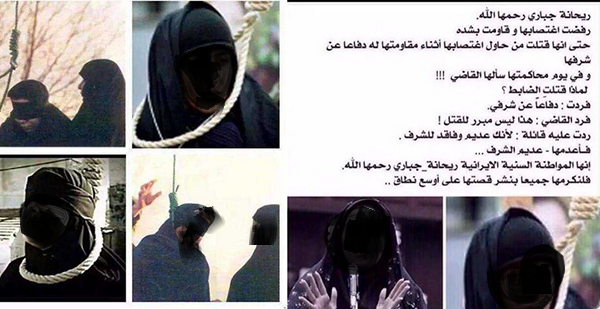 ريحانة جباري رحمها الله.
رفضت اغتصابها و قاومت بشده
حتى انها قتلت من حاول اغتصابها أثناء مقاومتها له دفاعا عن
شرفها
و في يوم محاكمتها سألها القاضي !!!
لماذا قتلتِ الضابط ؟
فردت: دفاعاً عن شرفي.
فرد القاضي : هذا ليس مبرر للقتل !
ردت عليه قائلة : لأنك عديم وفاقد للشرف .
فـأعدمها - عديم الشرف ...
إنها المواطنة السنية الايرانية ريحانة_جباري رحمها الله.
فلنكرمها جميعا بنشر قصتها على أوسع نطاق ..